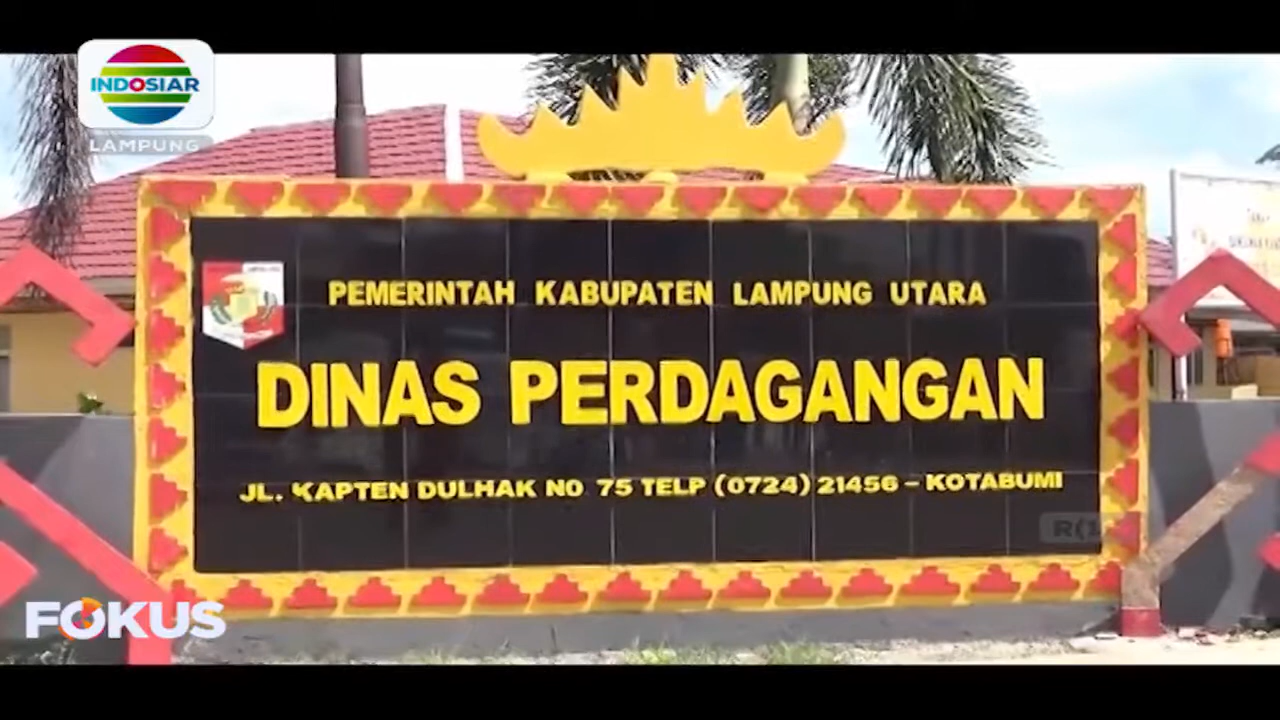 INDOSIAR
LAMPUNG
PEMERINTAH KABUPATEN LAMPUNG UTARA
DINAS PERDAGANGAN
JL. KAPTEN DULHAK NO 75 TELP (0724) 21456 - KOTABUMI
FOKUS